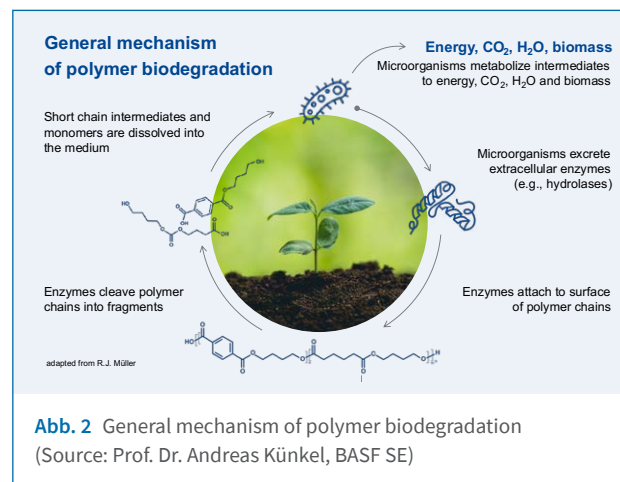 General mechanism
of polymer biodegradation
Energy, CO₂, H₂O, biomass
Microorganisms metabolize intermediates
to energy, CO₂, H₂O and biomass
Short chain intermediates and
monomers are dissolved into
the medium
Microorganisms excrete
extracellular enzymes
(e.g., hydrolases)
Enzymes cleave polymer
chains into fragments
Enzymes attach to surface
of polymer chains
adapted from R.J. Müller
Abb. 2 General mechanism of polymer biodegradation
(Source: Prof. Dr. Andreas Künkel, BASF SE)